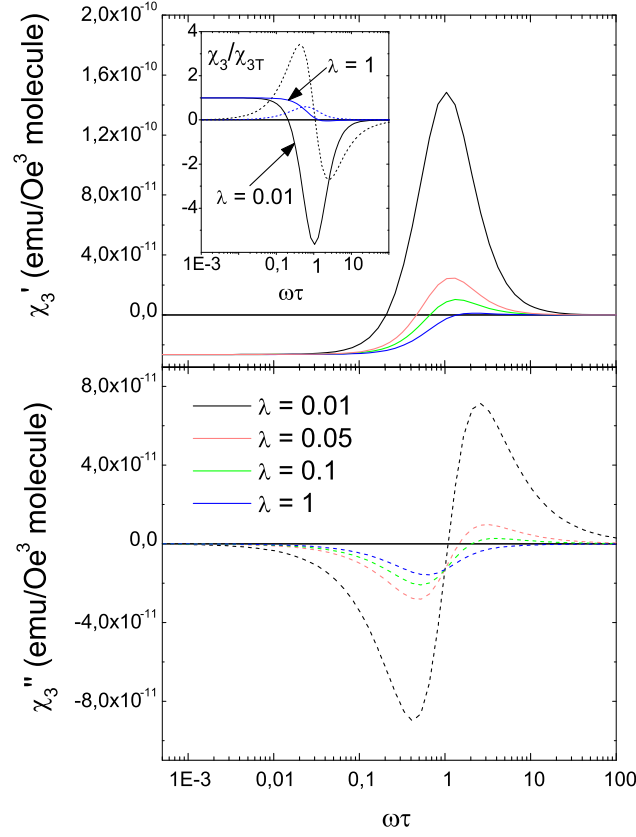 2,0x10⁻¹⁰
1,6x10⁻¹⁰
1,2x10⁻¹⁰
8,0x10⁻¹¹
4,0x10⁻¹¹
0,0
χ₃' (emu/Oe³ molecule)
χ₃/χ₃T
λ = 1
λ = 0.01
4
2
0
-2
-4
1E-3
0,1
1
10
ωτ
8,0x10⁻¹¹
4,0x10⁻¹¹
0,0
-4,0x10⁻¹¹
-8,0x10⁻¹¹
χ₃'' (emu/Oe³ molecule)
λ = 0.01
λ = 0.05
λ = 0.1
λ = 1
1E-3
0,01
0,1
1
10
100
ωτ